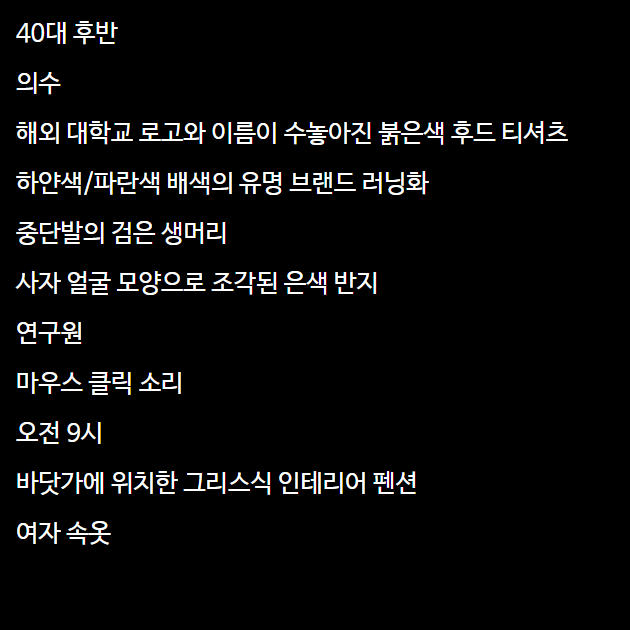 40대 후반
의수
해외 대학교 로고와 이름이 수놓아진 붉은색 후드 티셔츠
하얀색/파란색 배색의 유명 브랜드 러닝화
중단발의 검은 생머리
사자 얼굴 모양으로 조각된 은색 반지
연구원
마우스 클릭 소리
오전 9시
바닷가에 위치한 그리스식 인테리어 펜션
여자 속옷